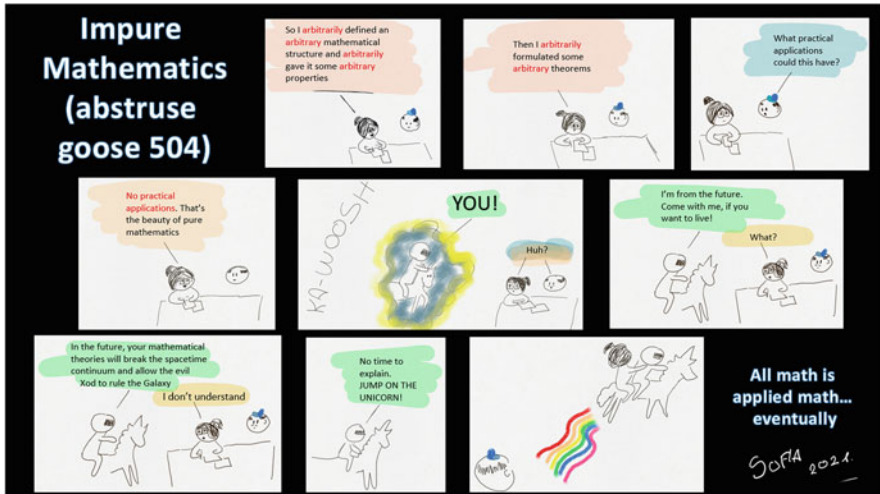 Impure
Mathematics
(abstruse
goose 504)
So I arbitrarily defined an
arbitrary mathematical
structure and arbitrarily
gave it some arbitrary
properties
Then I arbitrarily
formulated some
arbitrary theorems
What practical
applications
could this have?
No practical
applications. That's
the beauty of pure
mathematics
KA-WOOSH
YOU!
Huh?
I'm from the future.
Come with me, if you
want to live!
What?
In the future, your mathematical
theories will break the spacetime
continuum and allow the evil
Xod to rule the Galaxy
I don't understand
No time to
explain.
JUMP ON THE
UNICORN!
All math is
applied math...
eventually
SOFIA 2021.